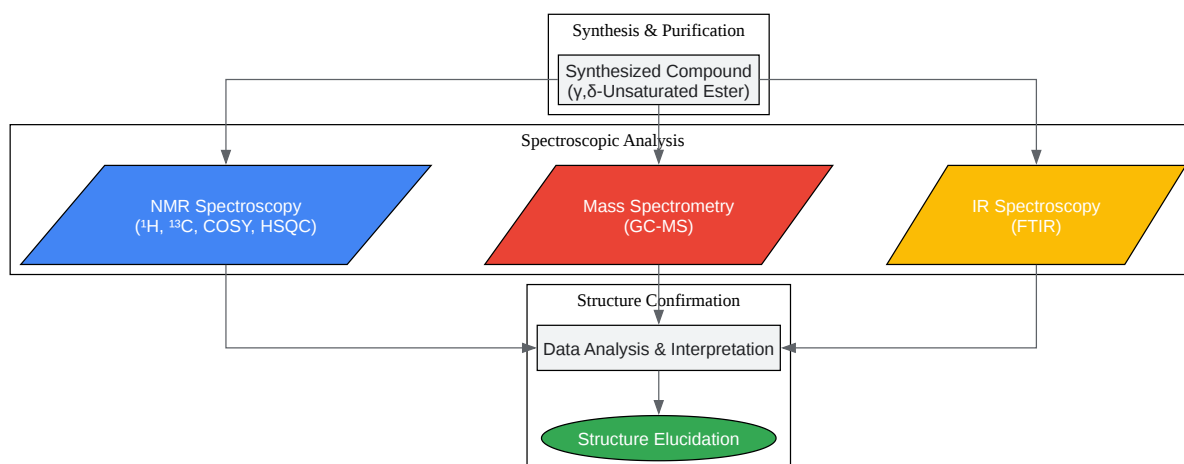 Synthesis & Purification
Synthesized Compound
(γ,δ-Unsaturated Ester)
Spectroscopic Analysis
NMR Spectroscopy
(¹H, ¹³C, COSY, HSQC)
Mass Spectrometry
(GC-MS)
IR Spectroscopy
(FTIR)
Structure Confirmation
Data Analysis & Interpretation
Structure Elucidation